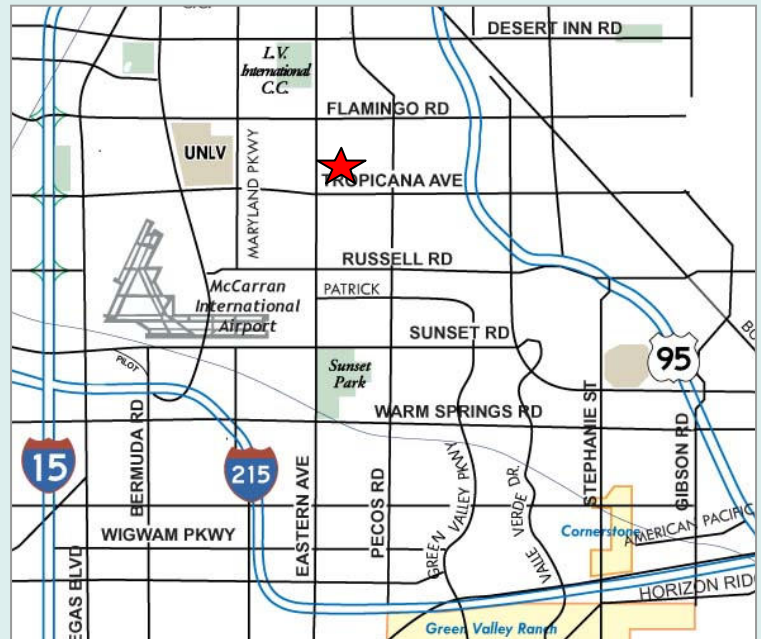 DESERT INN RD
L.V.
International
C.C.
FLAMINGO RD
UNLV
MARYLAND PKWY
TROPICANA AVE
RUSSELL RD
McCarran
International
Airport
PATRICK
SUNSET RD
PILOT
Sunset
Park
95
WARM SPRINGS RD
15
215
BERMUDA RD
EASTERN AVE
PECOS RD
GREEN VALLEY PKWY
VALLE VERDE DR.
STEPHANIE ST
GIBSON RD
WIGWAM PKWY
Cornerstone
AMERICAN PACIFIC
HORIZON RIDG
EGAS BLVD
Green Valley Ranch